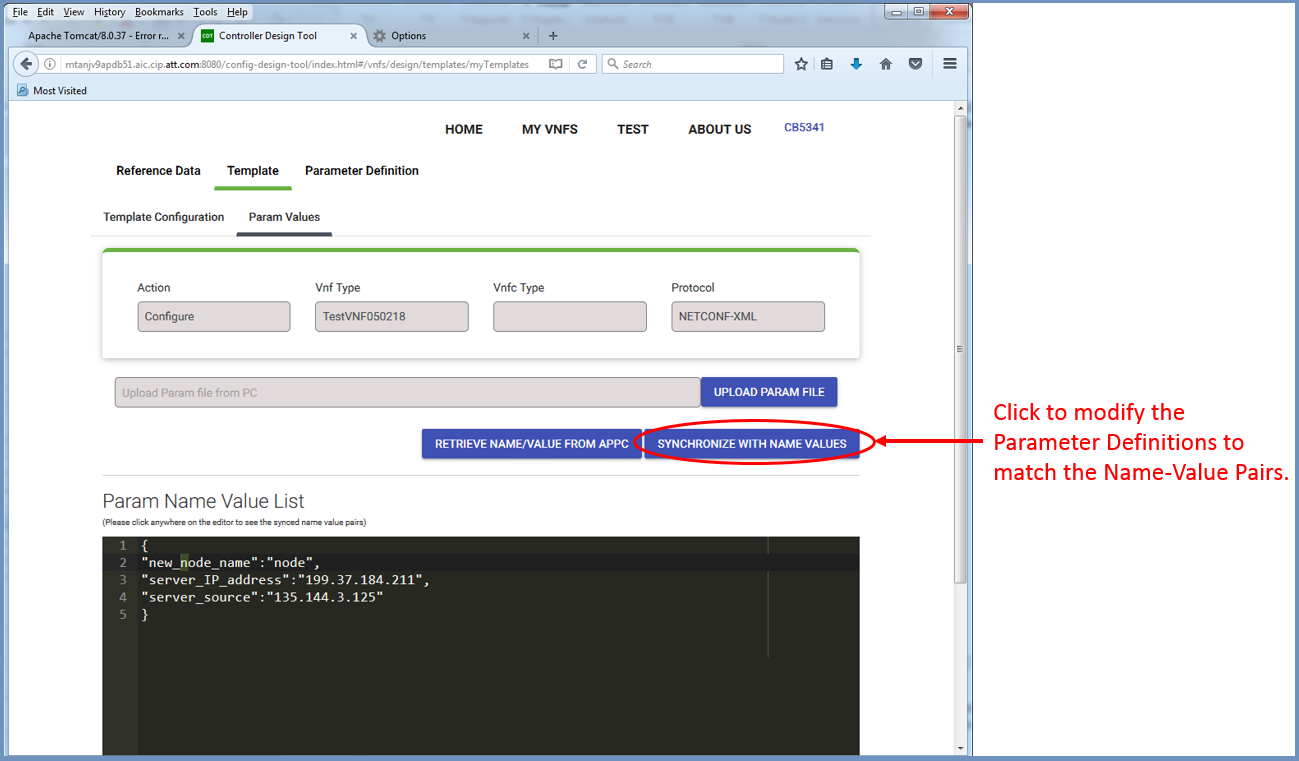 File Edit View History Bookmarks Tools Help
Apache Tomcat/8.0.37 - Error r... × CDT Controller Design Tool × Options × +
mtanjv9apdb51.aic.cip.att.com:8080/config-design-tool/index.html#/vnfs/design/templates/myTemplates Search
Most Visited
HOME MY VNFS TEST ABOUT US CB5341
Reference Data Template Parameter Definition
Template Configuration Param Values
Action Vnf Type Vnfc Type Protocol
Configure TestVNF050218 NETCONF-XML
Upload Param file from PC UPLOAD PARAM FILE
RETRIEVE NAME/VALUE FROM APPC SYNCHRONIZE WITH NAME VALUES
Click to modify the
Parameter Definitions to
match the Name-Value Pairs.
Param Name Value List
(Please click anywhere on the editor to see the synced name value pairs)
1 {
2 "new_node_name":"node",
3 "server_IP_address":"199.37.184.211",
4 "server_source":"135.144.3.125"
5 }